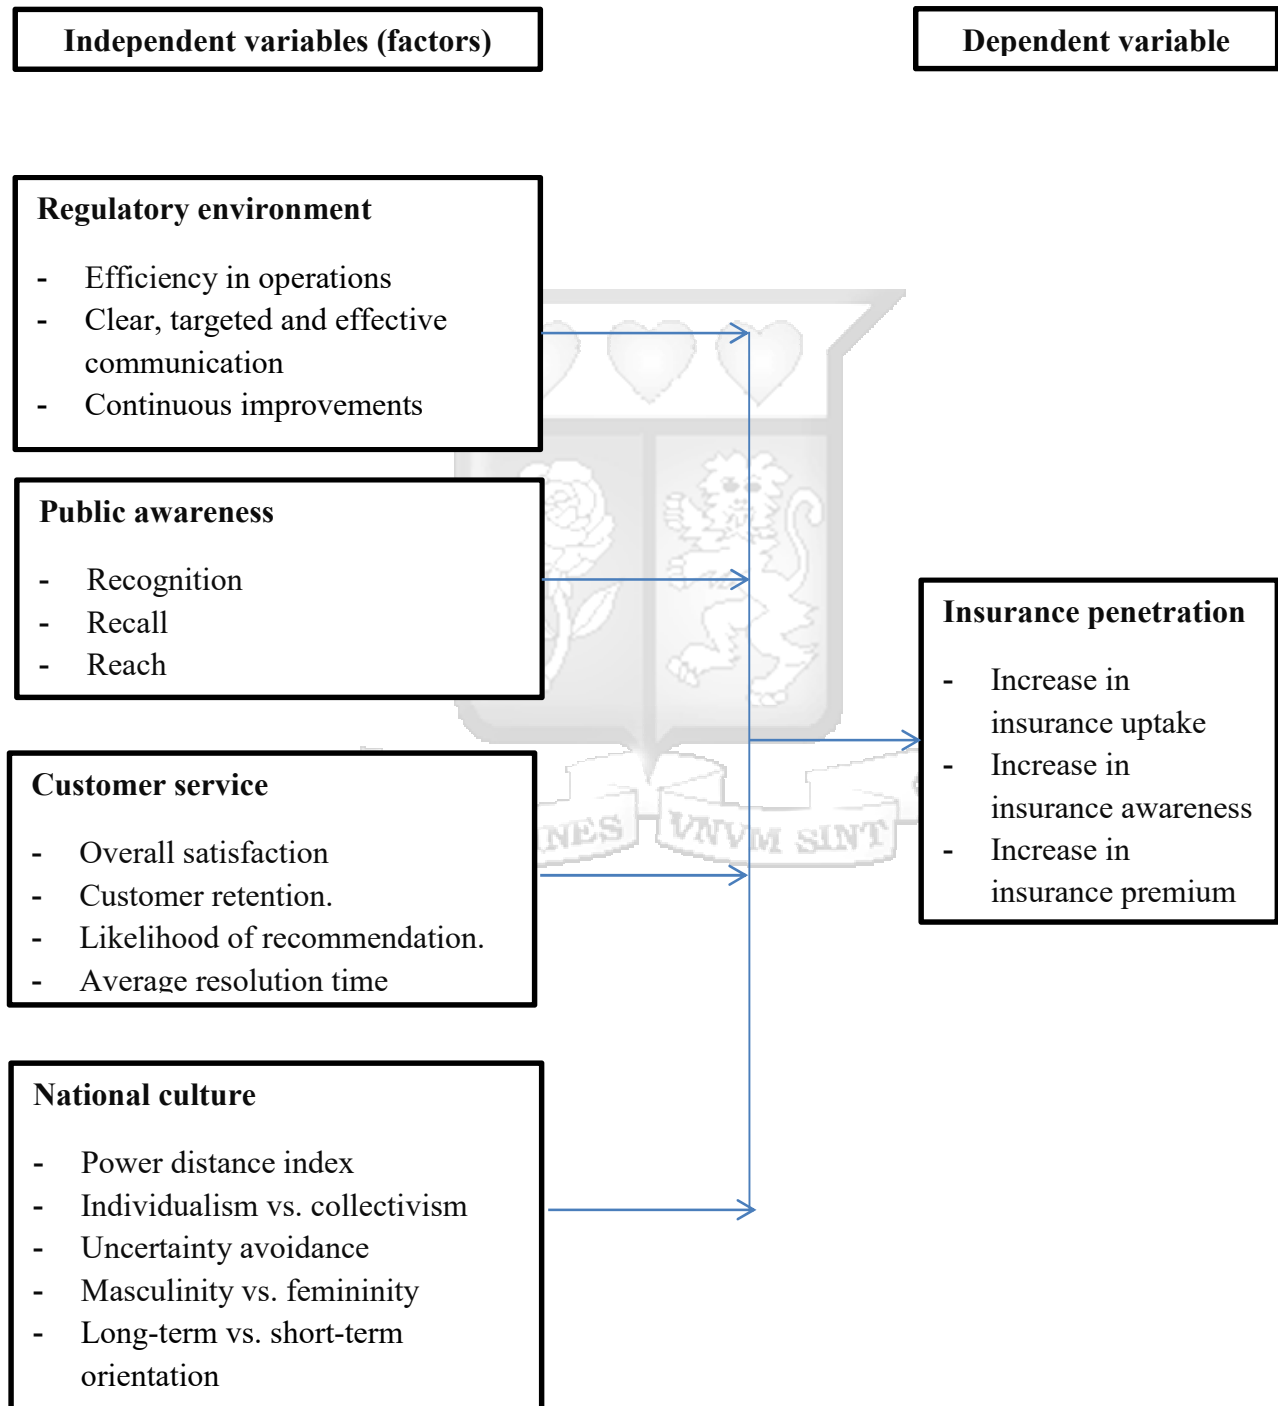 Independent variables (factors)
Dependent variable
Regulatory environment
- Efficiency in operations
- Clear, targeted and effective
communication
- Continuous improvements
Public awareness
- Recognition
- Recall
- Reach
Customer service
- Overall satisfaction
- Customer retention.
- Likelihood of recommendation.
- Average resolution time
National culture
- Power distance index
- Individualism vs. collectivism
- Uncertainty avoidance
- Masculinity vs. femininity
- Long-term vs. short-term
orientation
Insurance penetration
- Increase in
insurance uptake
- Increase in
insurance awareness
- Increase in
insurance premium
VNVM SINT